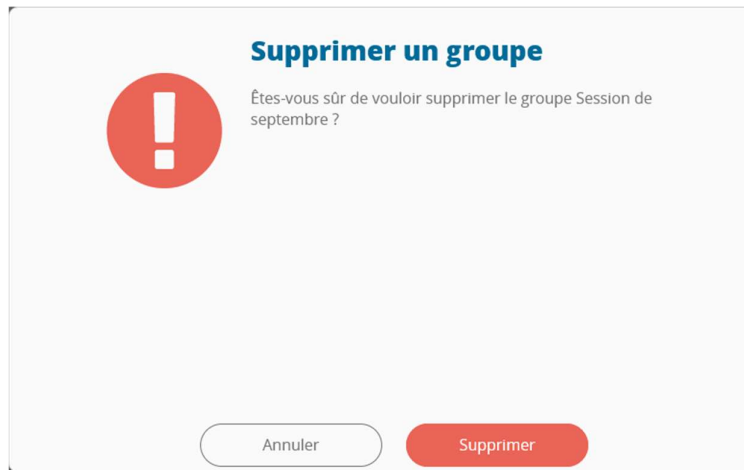 Supprimer un groupe
Êtes-vous sûr de vouloir supprimer le groupe Session de
septembre ?
Annuler
Supprimer